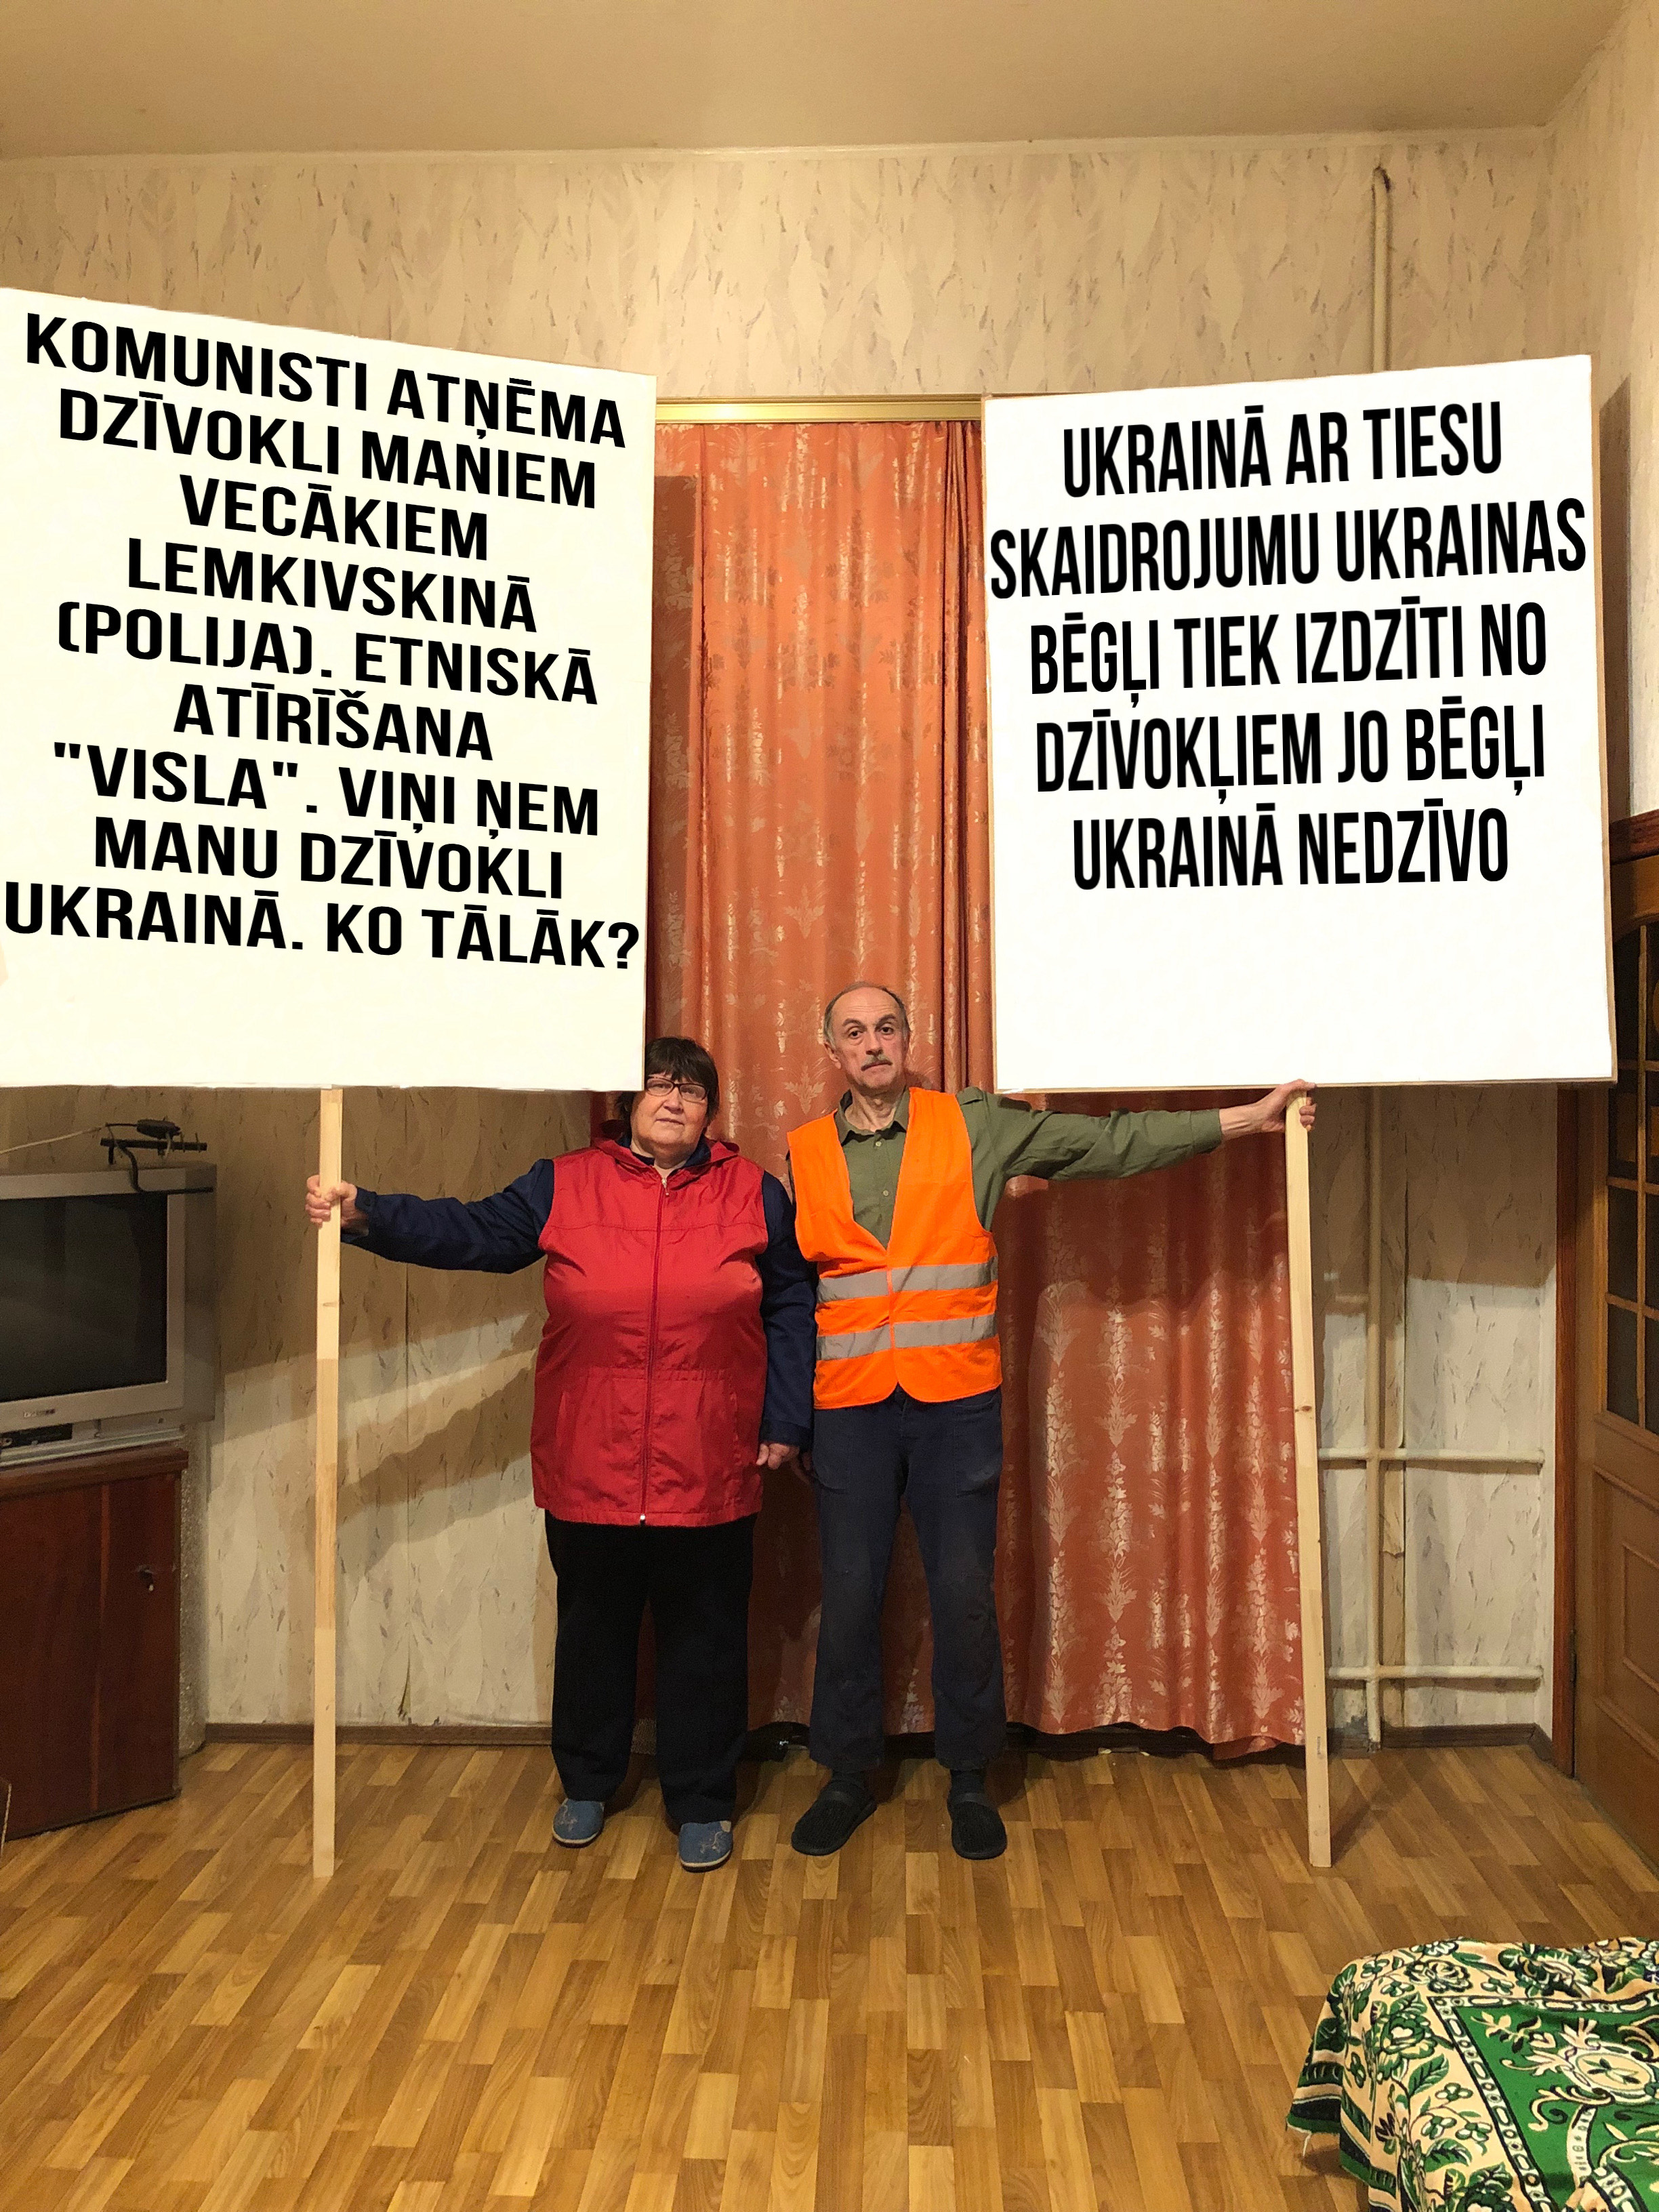 KOMUNISTI ATŅĒMA
DZĪVOKLI MANIEM
VECĀKIEM
LEMKIVSKINĀ
(POLIJA). ETNISKĀ
ATĪRĪŠANA
"VISLA". VIŅI ŅEM
MANU DZĪVOKLI
UKRAINĀ. KO TĀLĀK?
UKRAINĀ AR TIESU
SKAIDROJUMU UKRAINAS
BĒGĻI TIEK IZDZĪTI NO
DZĪVOKĻIEM JO BĒGĻI
UKRAINĀ NEDZĪVO